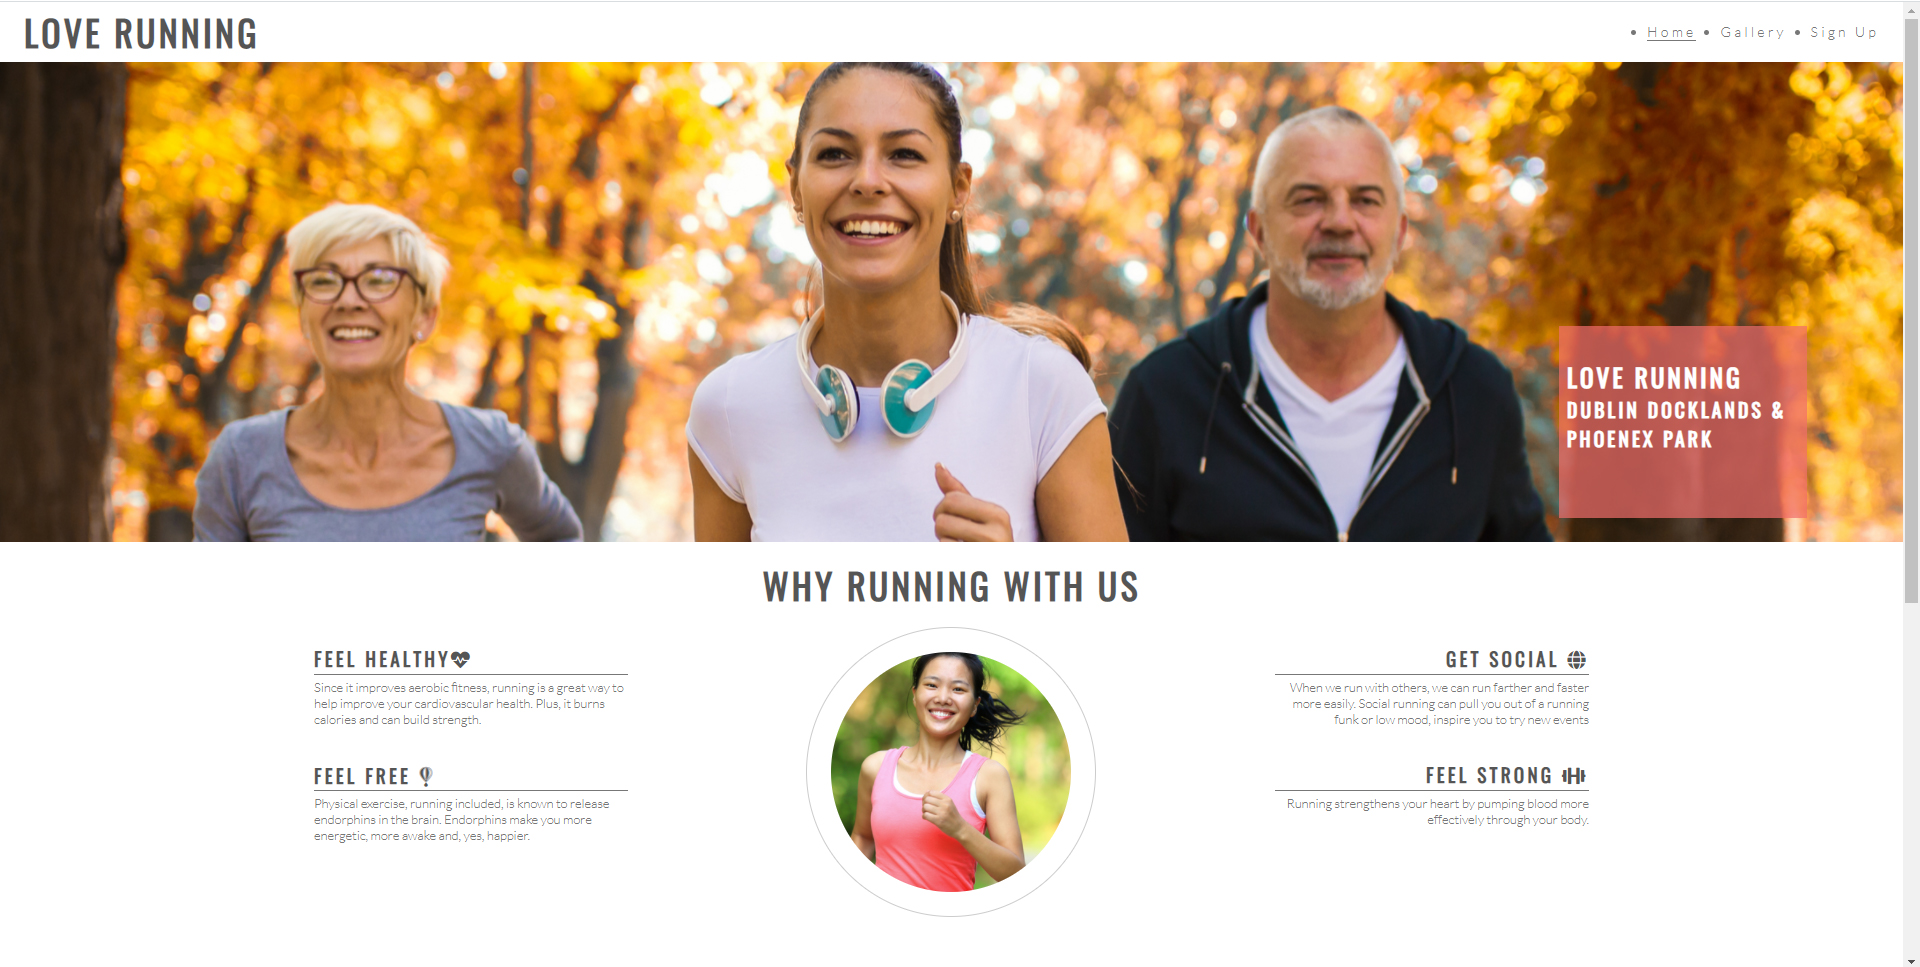 LOVE RUNNING
Home
Gallery
Sign Up
LOVE RUNNING
DUBLIN DOCKLANDS &
PHOENEX PARK
WHY RUNNING WITH US
FEEL HEALTHY
Since it improves aerobic fitness, running is a great way to
help improve your cardiovascular health. Plus, it burns
calories and can build strength.
FEEL FREE
Physical exercise, running included, is known to release
endorphins in the brain. Endorphins make you more
energetic, more awake and, yes, happier.
GET SOCIAL
When we run with others, we can run farther and faster
more easily. Social running can pull you out of a running
funk or low mood, inspire you to try new events
FEEL STRONG
Running strengthens your heart by pumping blood more
effectively through your body.